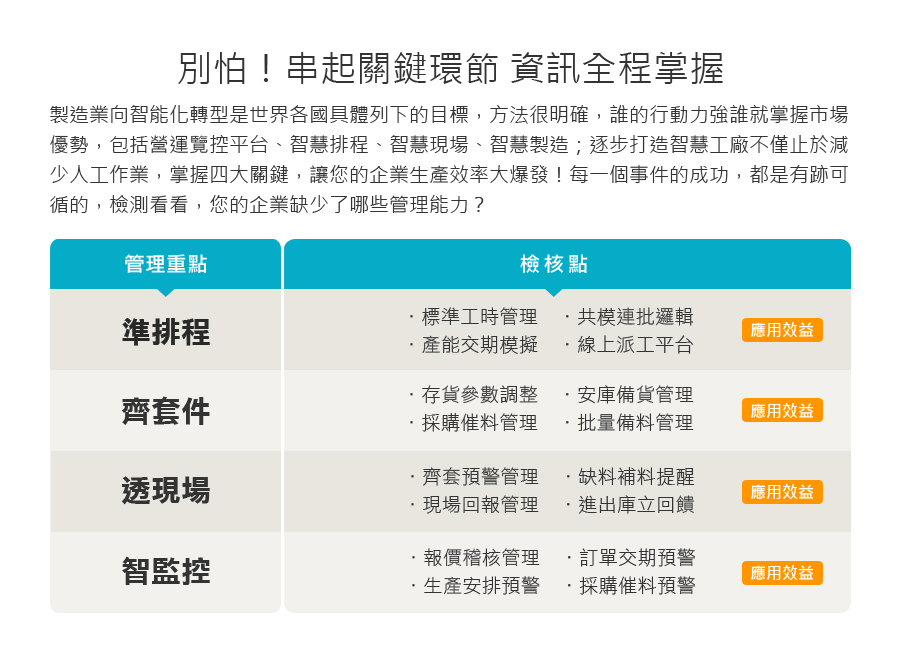 別怕！串起關鍵環節 資訊全程掌握
製造業向智能化轉型是世界各國具體列下的目標，方法很明確，誰的行動力強誰就掌握市場
優勢，包括營運覽控平台、智慧排程、智慧現場、智慧製造；逐步打造智慧工廠不僅止於減
少人工作業，掌握四大關鍵，讓您的企業生產效率大爆發！每一個事件的成功，都是有跡可
循的，檢測看看，您的企業缺少了哪些管理能力？
管理重點 檢核點
準排程
· 標準工時管理 · 共模連批邏輯
· 產能交期模擬 · 線上派工平台
應用效益
齊套件
· 存貨參數調整 · 安庫備貨管理
· 採購催料管理 · 批量備料管理
應用效益
透現場
· 齊套預警管理 · 缺料補料提醒
· 現場回報管理 · 進出庫立回饋
應用效益
智監控
· 報價稽核管理 · 訂單交期預警
· 生產安排預警 · 採購催料預警
應用效益